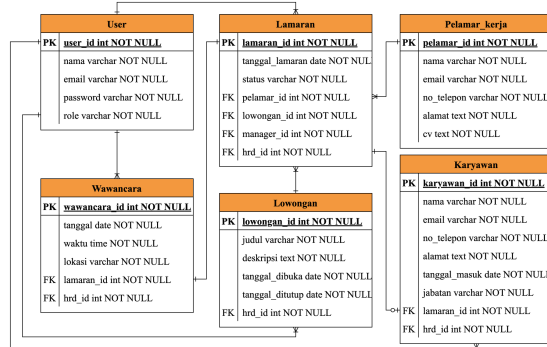 User
PK user_id int NOT NULL
nama varchar NOT NULL
email varchar NOT NULL
password varchar NOT NULL
role varchar NOT NULL
Lamaran
PK lamaran_id int NOT NULL
tanggal_lamaran date NOT NULL
status varchar NOT NULL
FK pelamar_id int NOT NULL
FK lowongan_id int NOT NULL
FK manager_id int NOT NULL
FK hrd_id int NOT NULL
Pelamar_kerja
PK pelamar_id int NOT NULL
nama varchar NOT NULL
email varchar NOT NULL
no_telepon varchar NOT NULL
alamat text NOT NULL
cv text NOT NULL
Wawancara
PK wawancara_id int NOT NULL
tanggal date NOT NULL
waktu time NOT NULL
lokasi varchar NOT NULL
FK lamaran_id int NOT NULL
FK hrd_id int NOT NULL
Lowongan
PK lowongan_id int NOT NULL
judul varchar NOT NULL
deskripsi text NOT NULL
tanggal_dibuka date NOT NULL
tanggal_ditutup date NOT NULL
FK hrd_id int NOT NULL
Karyawan
PK karyawan_id int NOT NULL
nama varchar NOT NULL
email varchar NOT NULL
no_telepon varchar NOT NULL
alamat text NOT NULL
tanggal_masuk date NOT NULL
jabatan varchar NOT NULL
FK lamaran_id int NOT NULL
FK hrd_id int NOT NULL